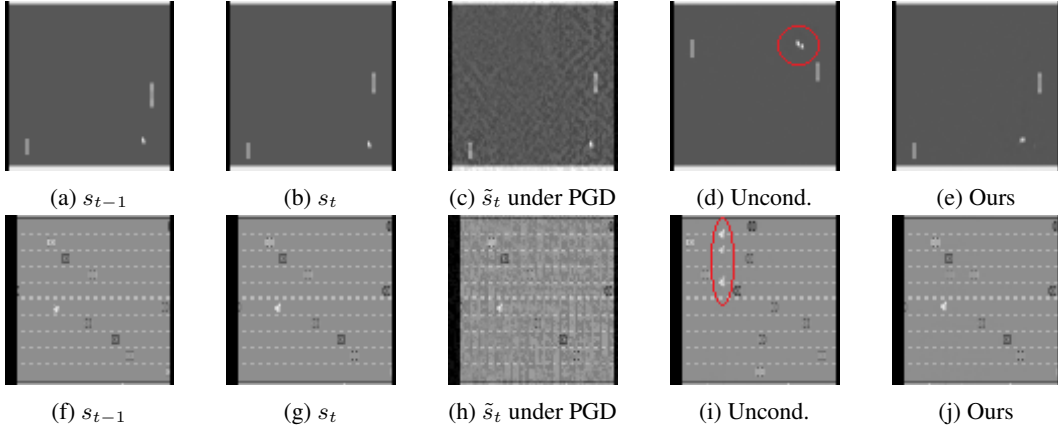 (a) s_{t−1} (b) s_t (c) s̃_t under PGD (d) Uncond. (e) Ours
(f) s_{t−1} (g) s_t (h) s̃_t under PGD (i) Uncond. (j) Ours